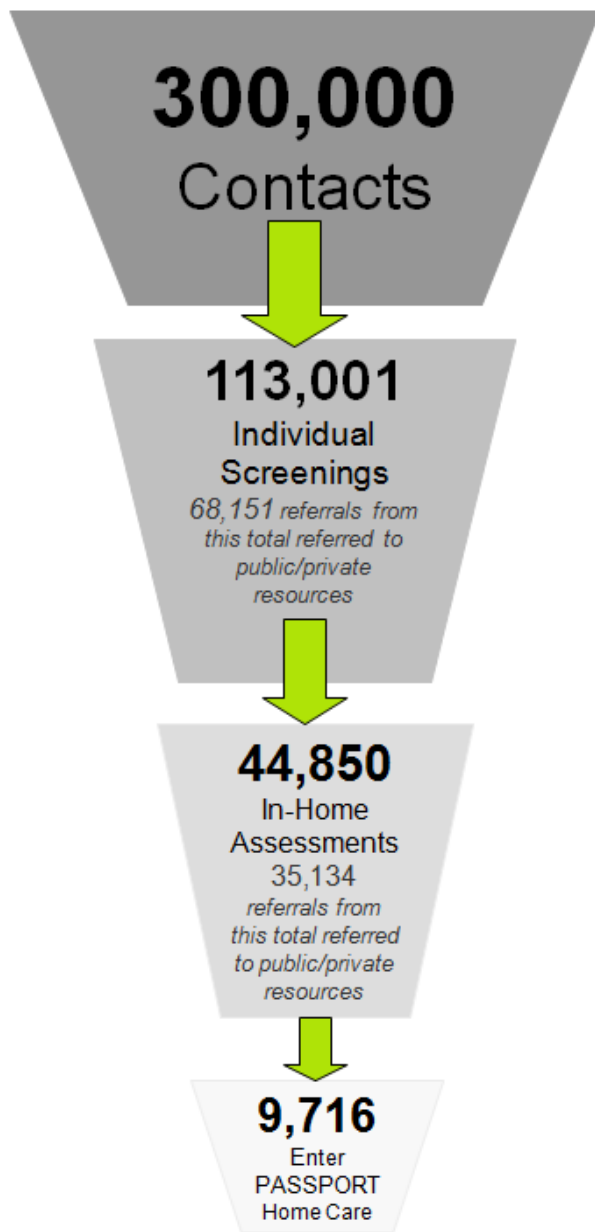 300,000
Contacts
113,001
Individual
Screenings
68,151 referrals from
this total referred to
public/private
resources
44,850
In-Home
Assessments
35,134
referrals from
this total referred
to public/private
resources
9,716
Enter
PASSPORT
Home Care